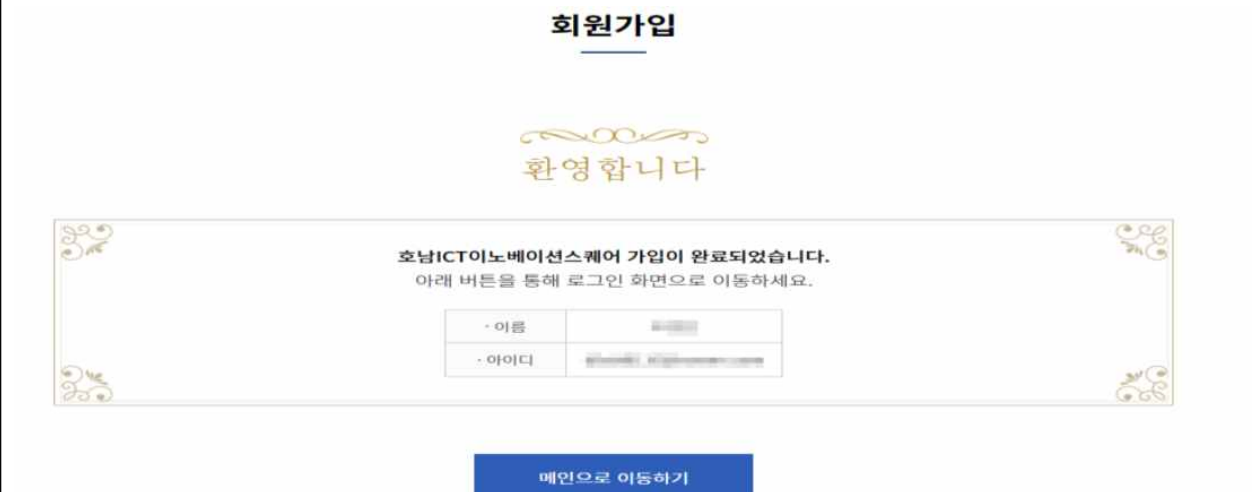 회원가입
환영합니다
호남ICT이노베이션스퀘어 가입이 완료되었습니다.
아래 버튼을 통해 로그인 화면으로 이동하세요.
· 이름
· 아이디
메인으로 이동하기